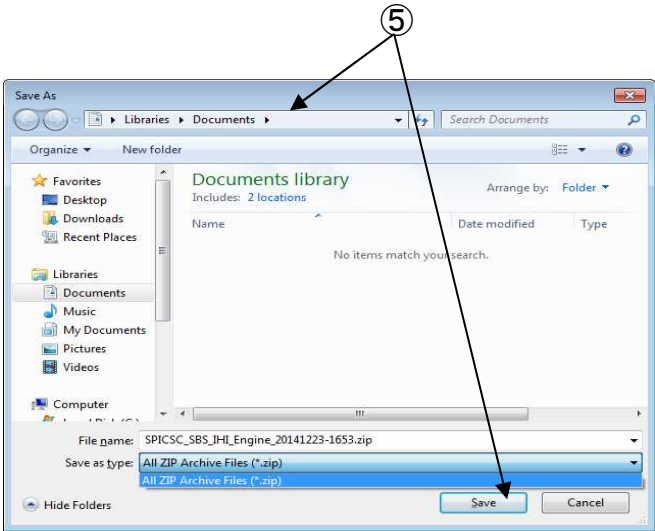 ⑤
Save As
Libraries Documents Search Documents
Organize New folder
Favorites
Desktop
Downloads
Recent Places
Libraries
Documents
Music
My Documents
Pictures
Videos
Computer
Documents library
Includes: 2 locations
Arrange by: Folder
Name Date modified Type
No items match your search.
File name: SPICSC_SBS_IHI_Engine_20141223-1653.zip
Save as type: All ZIP Archive Files (*.zip)
All ZIP Archive Files (*.zip)
Hide Folders Save Cancel